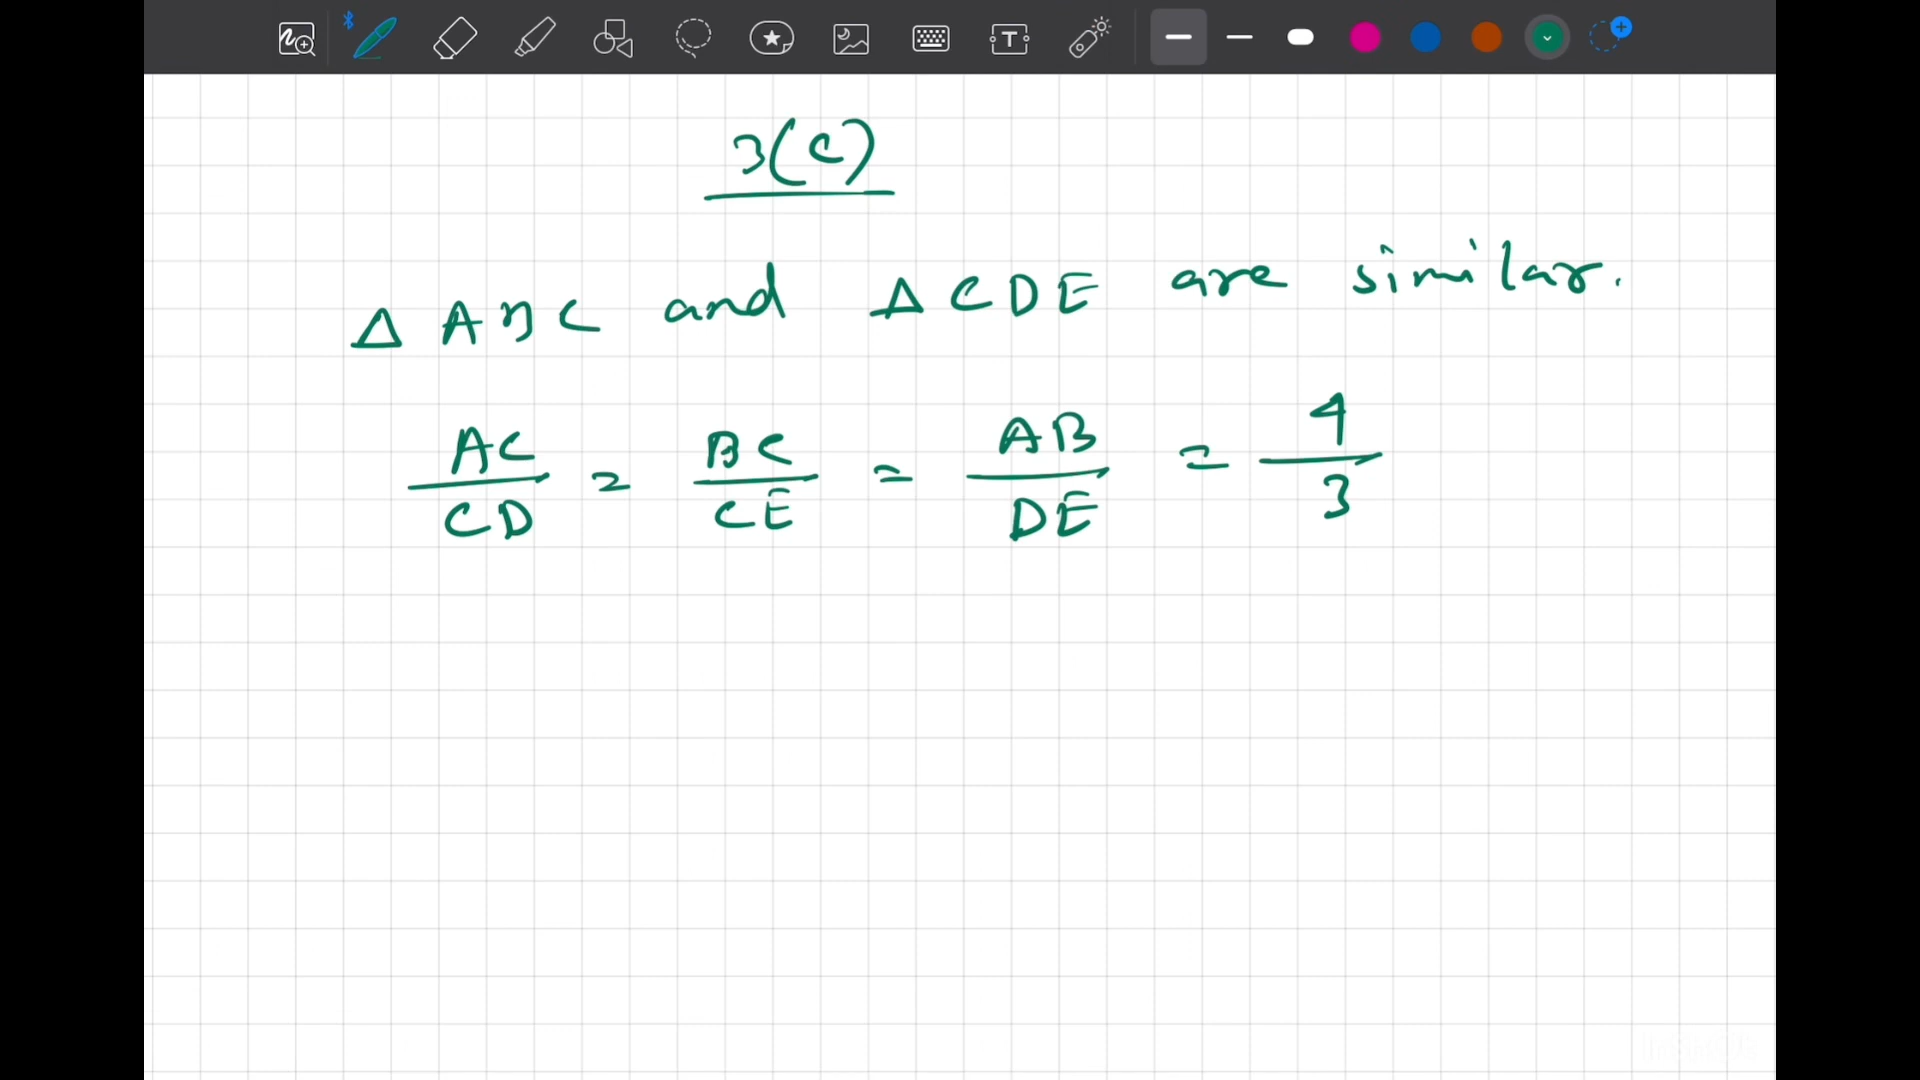 3(C)
Δ ABC and Δ CDE are similar.
AC/CD = BC/CE = AB/DE = 4/3